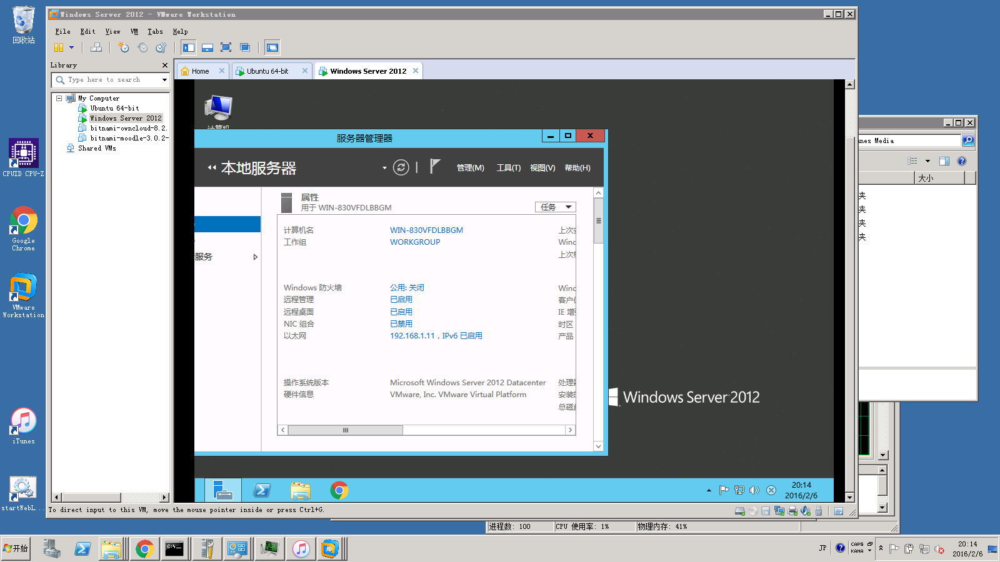 回收站
CPUID CPU-Z
Google
Chrome
VMware
Workstation
iTunes
startWebL...
Windows Server 2012 - VMware Workstation
File Edit View VM Tabs Help
Library
Type here to search
My Computer
Ubuntu 64-bit
Windows Server 2012
bitnami-owncloud-8.2.
bitnami-moodle-3.0.2-
Shared VMs
Home
Ubuntu 64-bit
Windows Server 2012
计算机
服务器管理器
本地服务器
管理(M) 工具(T) 视图(V) 帮助(H)
服务
属性
用于 WIN-830VFDLBBGM
任务
计算机名 WIN-830VFDLBBGM 上次
工作组 WORKGROUP Winc
上次
Windows 防火墙 公用: 关闭 Winc
远程管理 已启用 客户
远程桌面 已启用 IE 增
NIC 组合 已禁用 时区
以太网 192.168.1.11，IPv6 已启用 产品
操作系统版本 Microsoft Windows Server 2012 Datacenter 处理
硬件信息 VMware, Inc. VMware Virtual Platform 安装
总磁
Windows Server 2012
20:14
2016/2/6
To direct input to this VM, move the mouse pointer inside or press Ctrl+G.
nes Media
大小
夹
夹
夹
夹
进程数: 100 CPU 使用率: 1% 物理内存: 41%
开始
C:\
JP
CAPS
KANA
20:14
2016/2/6